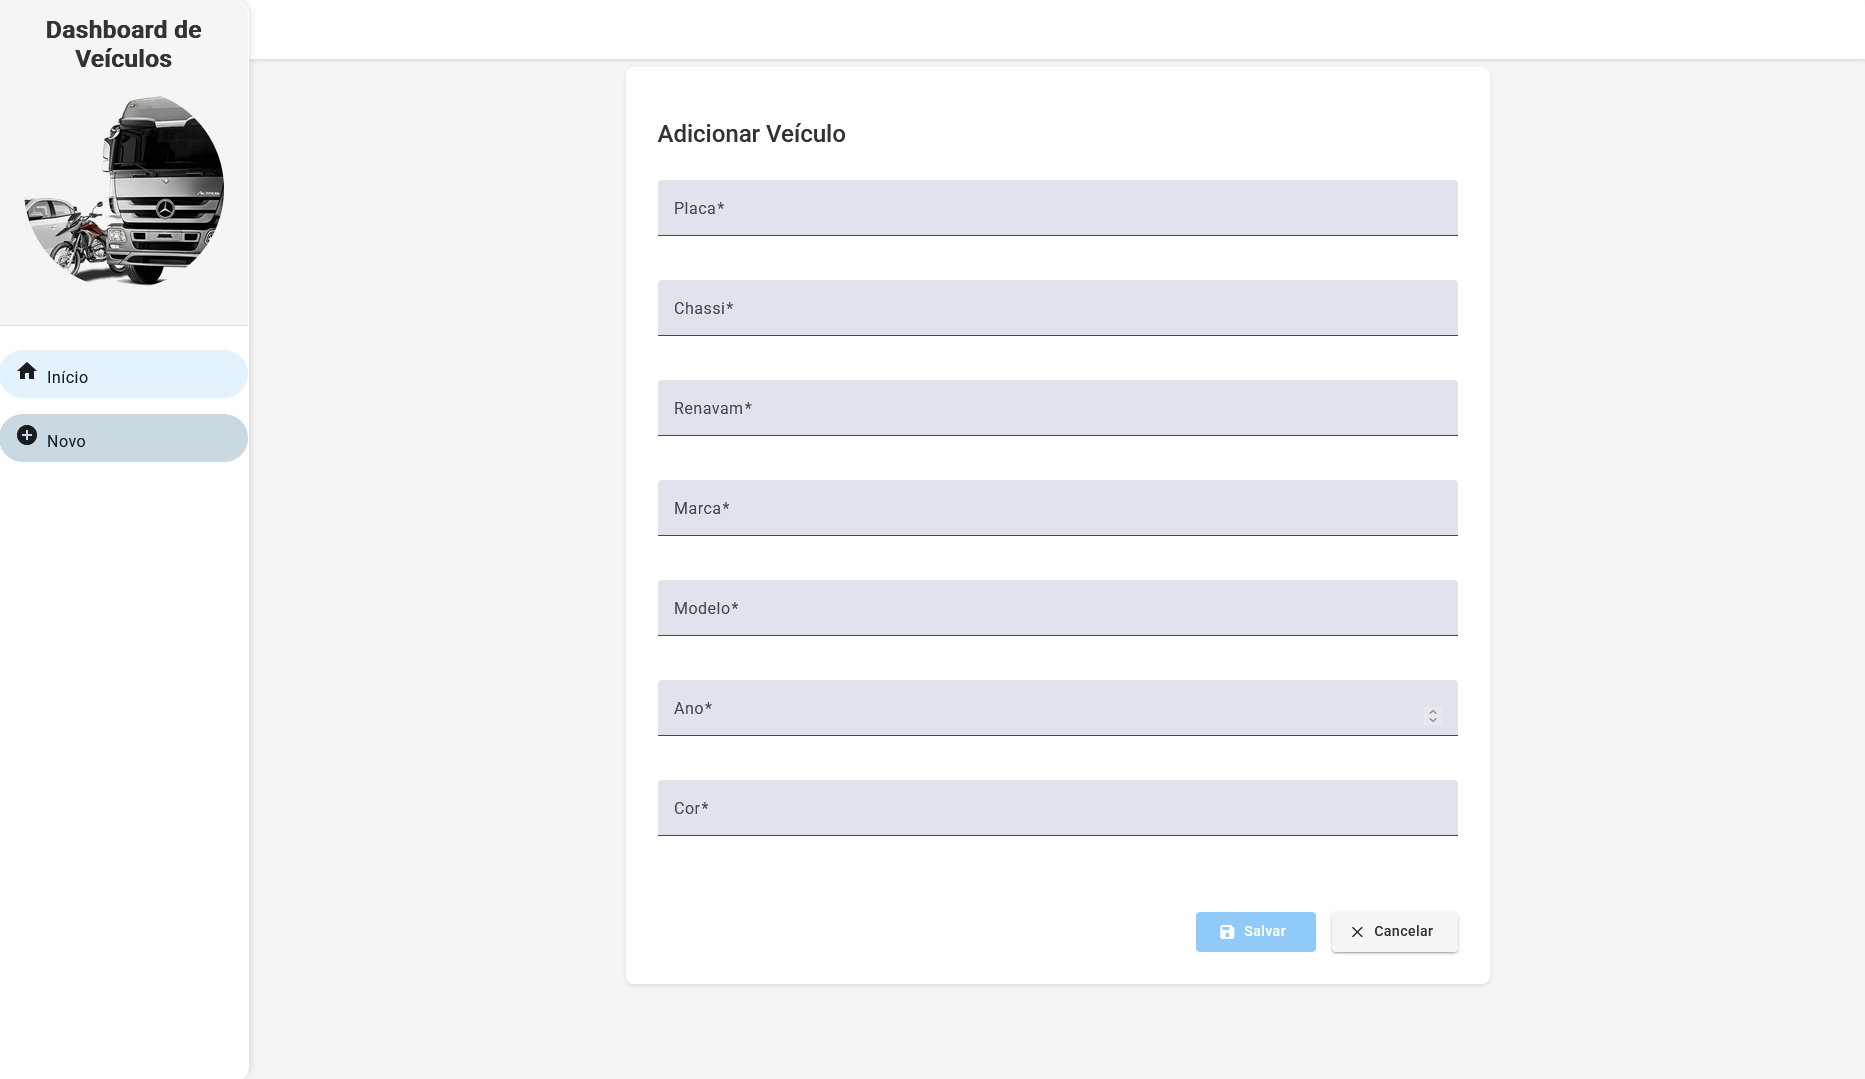 Dashboard de
Veículos
Início
Novo
Adicionar Veículo
Placa*
Chassi*
Renavam*
Marca*
Modelo*
Ano*
Cor*
Salvar
Cancelar